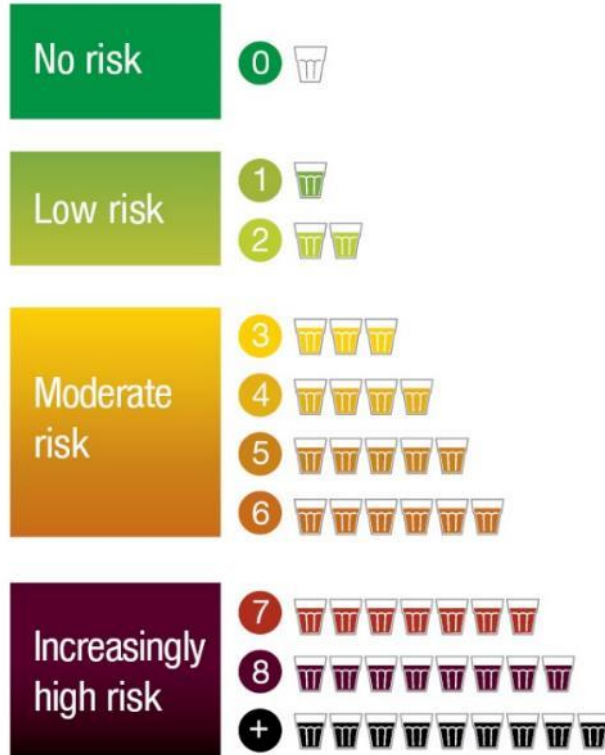 No risk
0
Low risk
1
2
Moderate
risk
3
4
5
6
Increasingly
high risk
7
8
+